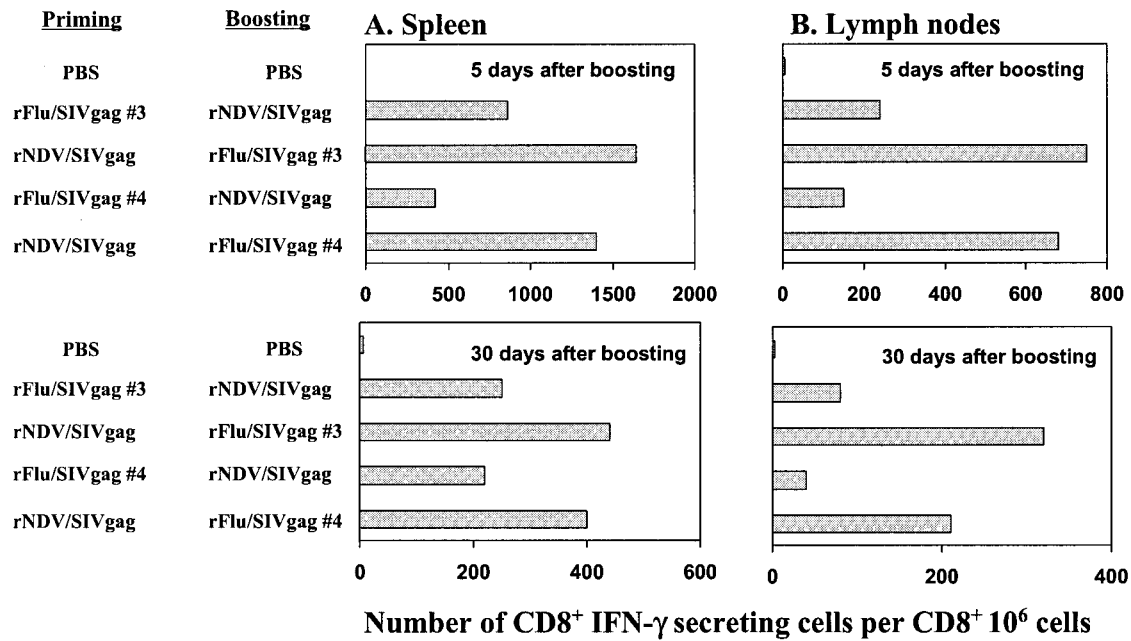 Priming Boosting A. Spleen B. Lymph nodes
PBS PBS 5 days after boosting 5 days after boosting
rFlu/SIVgag #3 rNDV/SIVgag
rNDV/SIVgag rFlu/SIVgag #3
rFlu/SIVgag #4 rNDV/SIVgag
rNDV/SIVgag rFlu/SIVgag #4
0 500 1000 1500 2000 0 200 400 600 800
PBS PBS 30 days after boosting 30 days after boosting
rFlu/SIVgag #3 rNDV/SIVgag
rNDV/SIVgag rFlu/SIVgag #3
rFlu/SIVgag #4 rNDV/SIVgag
rNDV/SIVgag rFlu/SIVgag #4
0 200 400 600 0 200 400
Number of CD8⁺ IFN-γ secreting cells per CD8⁺ 10⁶ cells